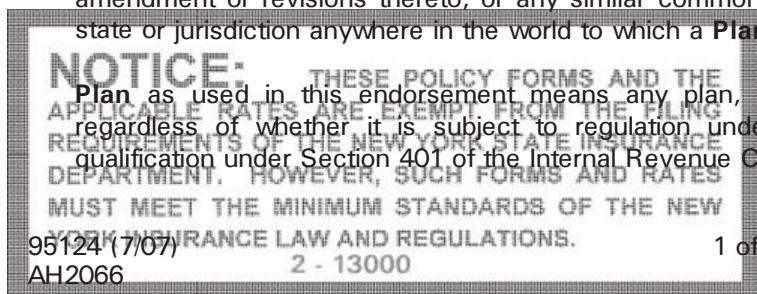 amendment or revisions thereto, or any similar common
state or jurisdiction anywhere in the world to which a Plan
NOTICE: THESE POLICY FORMS AND THE
Plan as used in this endorsement means any plan,
APPLICABLE RATES ARE EXEMPT FROM THE FILING
regardless of whether it is subject to regulation unde
REQUIREMENTS OF THE NEW YORK STATE INSURANCE
qualification under Section 401 of the Internal Revenue C
DEPARTMENT. HOWEVER, SUCH FORMS AND RATES
MUST MEET THE MINIMUM STANDARDS OF THE NEW
YORK INSURANCE LAW AND REGULATIONS.
95124 (7/07) 1 of
2 - 13000
AH2066